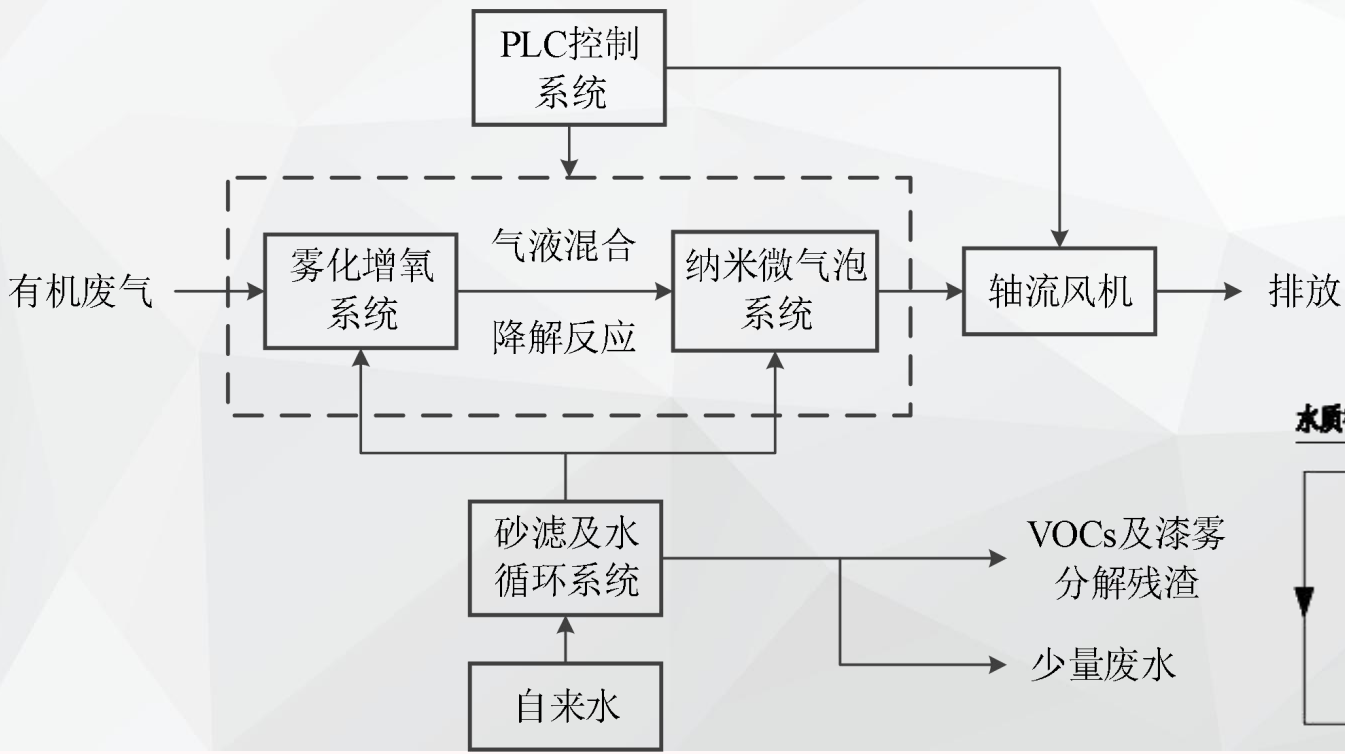 PLC控制
系统
有机废气
雾化增氧
系统
气液混合
降解反应
纳米微气泡
系统
轴流风机
排放
水质
砂滤及水
循环系统
VOCs及漆雾
分解残渣
少量废水
自来水